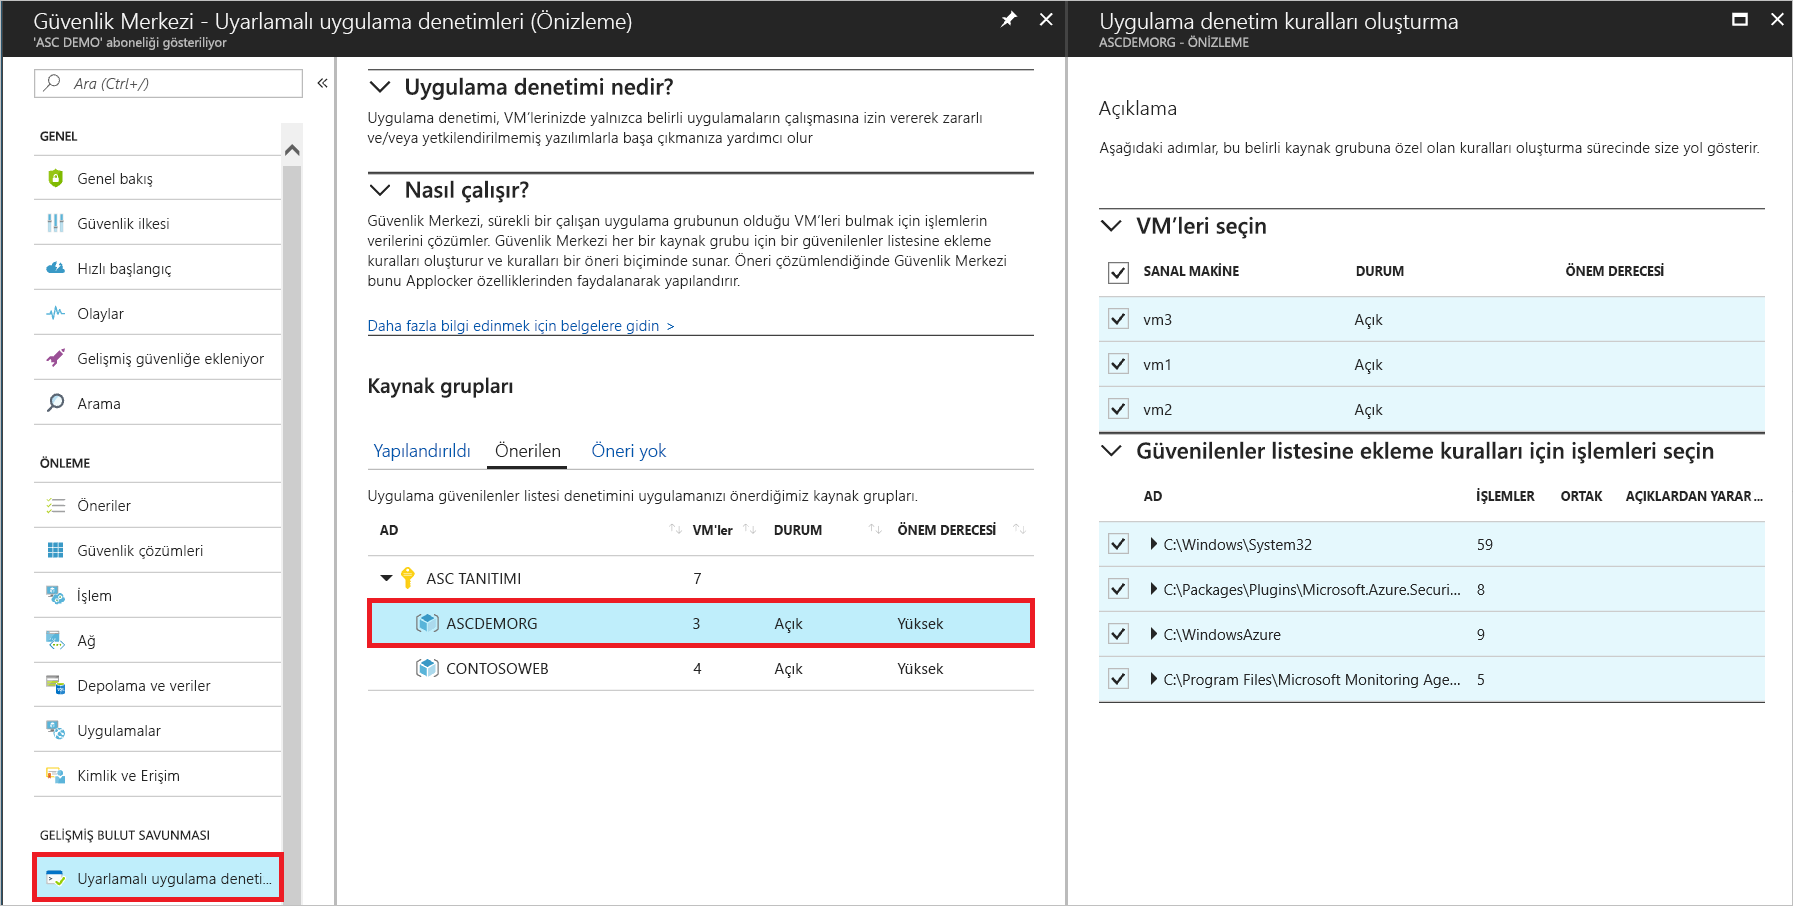 Güvenlik Merkezi - Uyarlamalı uygulama denetimleri (Önizleme)
'ASC DEMO' aboneliği gösteriliyor
Ara (Ctrl+/)
«
GENEL
Genel bakış
Güvenlik ilkesi
Hızlı başlangıç
Olaylar
Gelişmiş güvenliğe ekleniyor
Arama
ÖNLEME
Öneriler
Güvenlik çözümleri
İşlem
Ağ
Depolama ve veriler
Uygulamalar
Kimlik ve Erişim
GELİŞMİŞ BULUT SAVUNMASI
Uyarlamalı uygulama deneti...
Uygulama denetimi nedir?
Uygulama denetimi, VM'lerinizde yalnızca belirli uygulamaların çalışmasına izin vererek zararlı
ve/veya yetkilendirilmemiş yazılımlarla başa çıkmanıza yardımcı olur
Nasıl çalışır?
Güvenlik Merkezi, sürekli bir çalışan uygulama grubunun olduğu VM'leri bulmak için işlemlerin
verilerini çözümler. Güvenlik Merkezi her bir kaynak grubu için bir güvenilenler listesine ekleme
kuralları oluşturur ve kuralları bir öneri biçiminde sunar. Öneri çözümlendiğinde Güvenlik Merkezi
bunu Applocker özelliklerinden faydalanarak yapılandırır.
Daha fazla bilgi edinmek için belgelere gidin >
Kaynak grupları
Yapılandırıldı Önerilen Öneri yok
Uygulama güvenilenler listesi denetimini uygulamanızı önerdiğimiz kaynak grupları.
AD VM'ler DURUM ÖNEM DERECESİ
ASC TANITIMI 7
ASCDEMORG 3 Açık Yüksek
CONTOSOWEB 4 Açık Yüksek
Uygulama denetim kuralları oluşturma
ASCDEMORG - ÖNİZLEME
Açıklama
Aşağıdaki adımlar, bu belirli kaynak grubuna özel olan kuralları oluşturma sürecinde size yol gösterir.
VM'leri seçin
SANAL MAKİNE DURUM ÖNEM DERECESİ
vm3 Açık
vm1 Açık
vm2 Açık
Güvenilenler listesine ekleme kuralları için işlemleri seçin
AD İŞLEMLER ORTAK AÇIKLARDAN YARAR ...
C:\Windows\System32 59
C:\Packages\Plugins\Microsoft.Azure.Securi... 8
C:\WindowsAzure 9
C:\Program Files\Microsoft Monitoring Age... 5